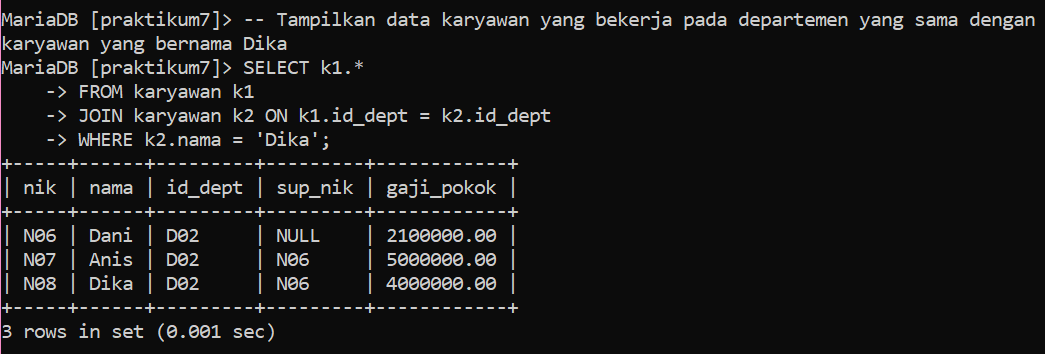 MariaDB [praktikum7]> -- Tampilkan data karyawan yang bekerja pada departemen yang sama dengan
karyawan yang bernama Dika
MariaDB [praktikum7]> SELECT k1.*
    -> FROM karyawan k1
    -> JOIN karyawan k2 ON k1.id_dept = k2.id_dept
    -> WHERE k2.nama = 'Dika';
+-----+------+---------+---------+------------+
| nik | nama | id_dept | sup_nik | gaji_pokok |
+-----+------+---------+---------+------------+
| N06 | Dani | D02     | NULL    | 2100000.00 |
| N07 | Anis | D02     | N06     | 5000000.00 |
| N08 | Dika | D02     | N06     | 4000000.00 |
+-----+------+---------+---------+------------+
3 rows in set (0.001 sec)